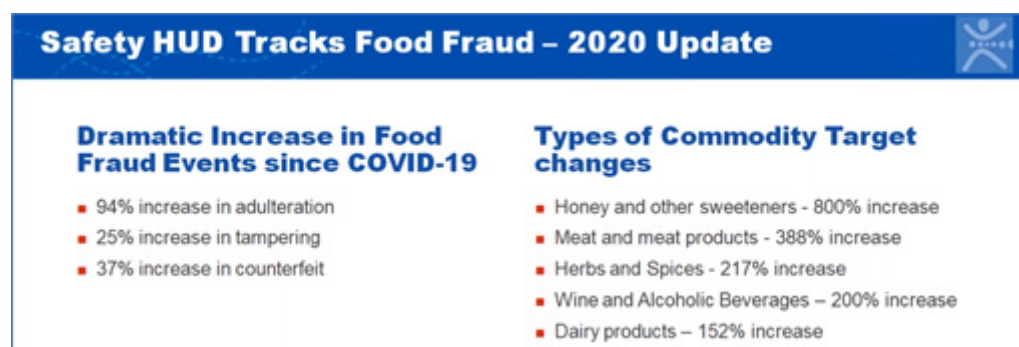 Safety HUD Tracks Food Fraud – 2020 Update
Dramatic Increase in Food
Fraud Events since COVID-19
▪ 94% increase in adulteration
▪ 25% increase in tampering
▪ 37% increase in counterfeit
Types of Commodity Target
changes
▪ Honey and other sweeteners - 800% increase
▪ Meat and meat products - 388% increase
▪ Herbs and Spices - 217% increase
▪ Wine and Alcoholic Beverages – 200% increase
▪ Dairy products – 152% increase